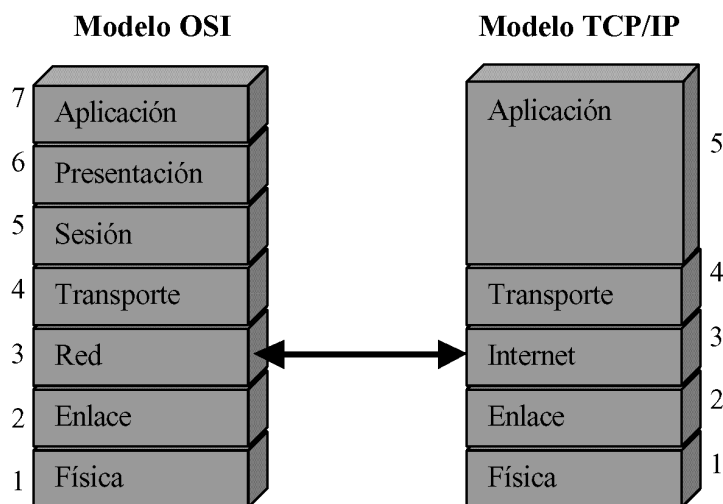 Modelo OSI
7
Aplicación
6
Presentación
5
Sesión
4
Transporte
3
Red
2
Enlace
1
Física
Modelo TCP/IP
Aplicación
5
Transporte
4
Internet
3
Enlace
2
Física
1